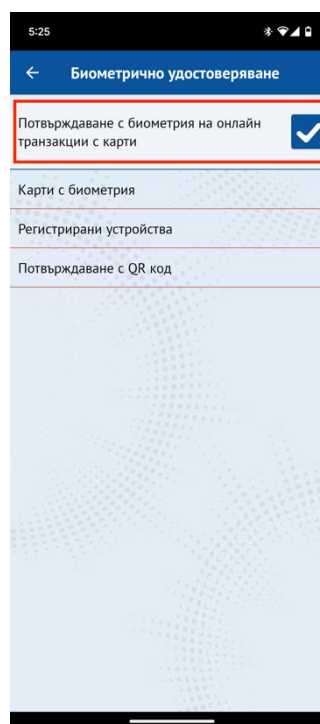 5:25
Биометрично удостоверяване
Потвърждаване с биометрия на онлайн
транзакции с карти
Карти с биометрия
Регистрирани устройства
Потвърждаване с QR код